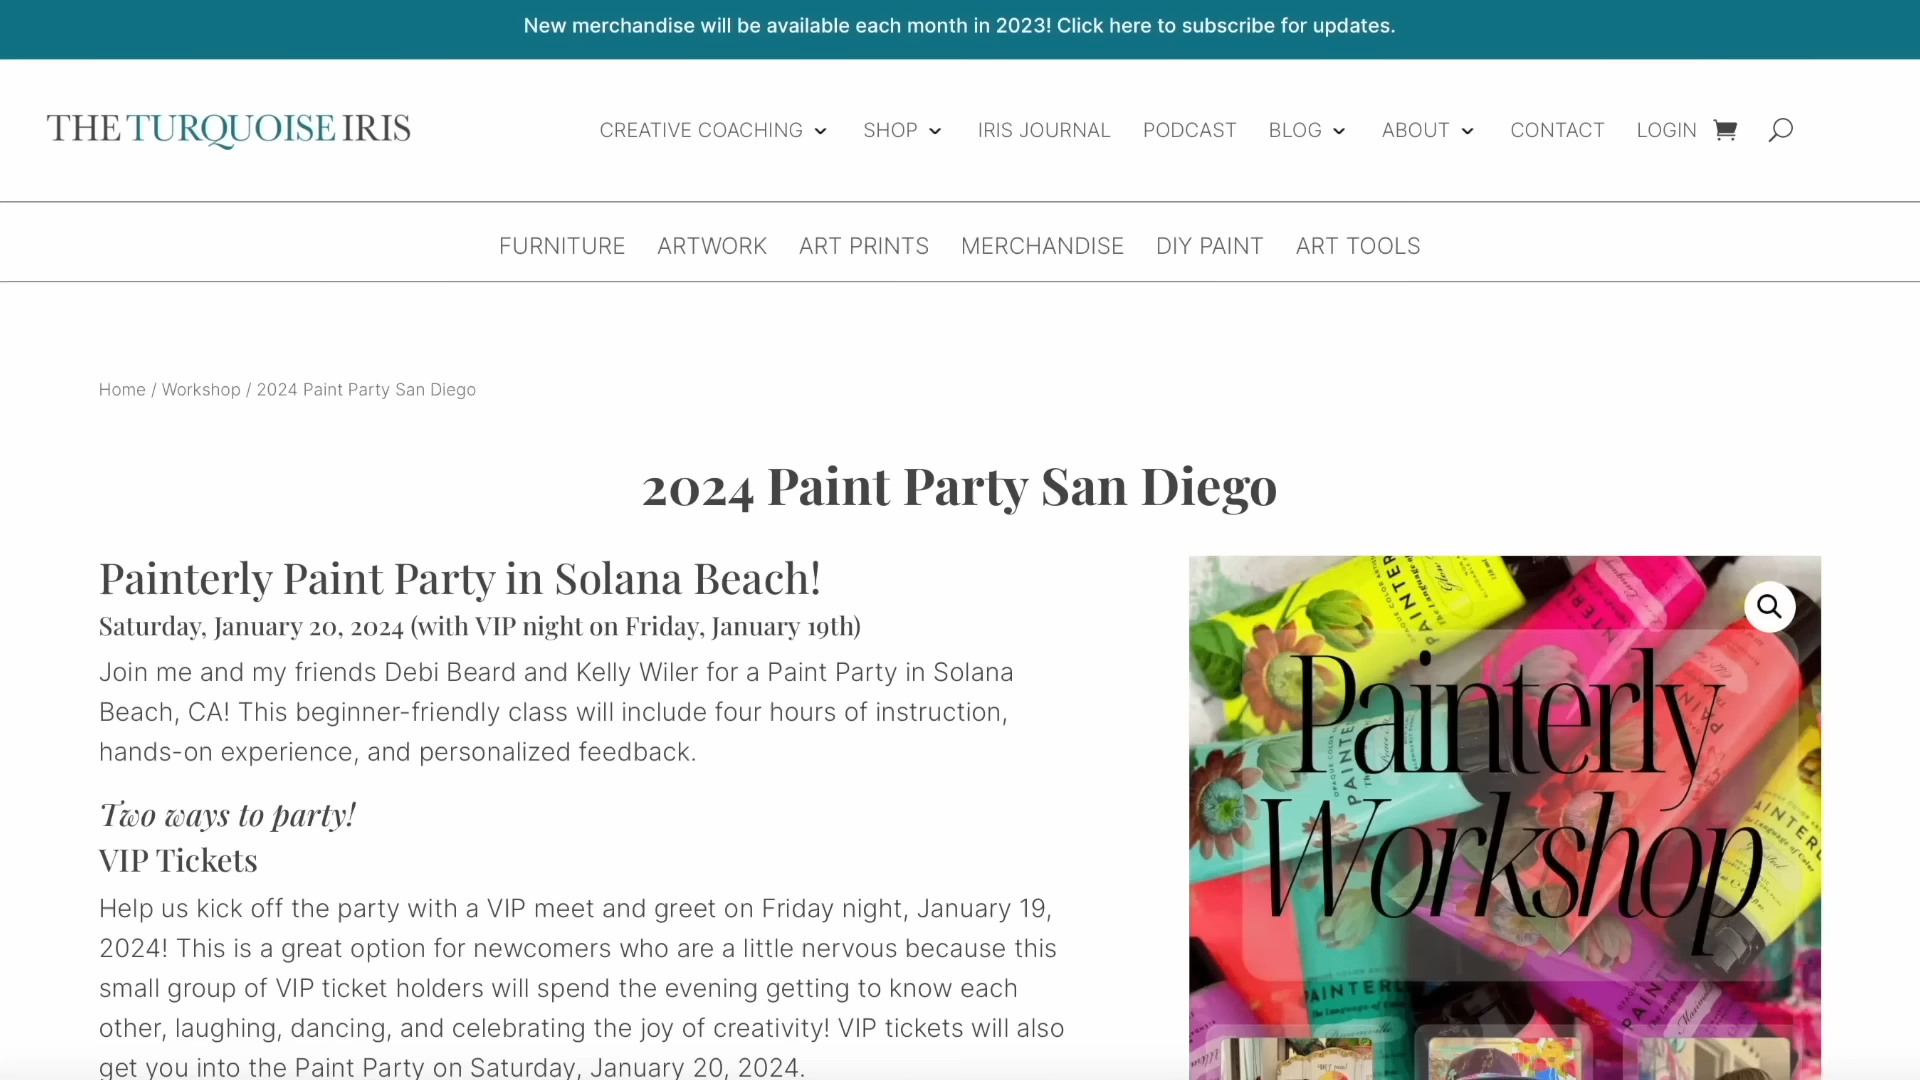 New merchandise will be available each month in 2023! Click here to subscribe for updates.
THE TURQUOISE IRIS
CREATIVE COACHING SHOP IRIS JOURNAL PODCAST BLOG ABOUT CONTACT LOGIN
FURNITURE ARTWORK ART PRINTS MERCHANDISE DIY PAINT ART TOOLS
Home / Workshop / 2024 Paint Party San Diego
2024 Paint Party San Diego
Painterly Paint Party in Solana Beach!
Saturday, January 20, 2024 (with VIP night on Friday, January 19th)
Join me and my friends Debi Beard and Kelly Wiler for a Paint Party in Solana
Beach, CA! This beginner-friendly class will include four hours of instruction,
hands-on experience, and personalized feedback.
Two ways to party!
VIP Tickets
Help us kick off the party with a VIP meet and greet on Friday night, January 19,
2024! This is a great option for newcomers who are a little nervous because this
small group of VIP ticket holders will spend the evening getting to know each
other, laughing, dancing, and celebrating the joy of creativity! VIP tickets will also
get you into the Paint Party on Saturday, January 20, 2024.
Painterly
Workshop